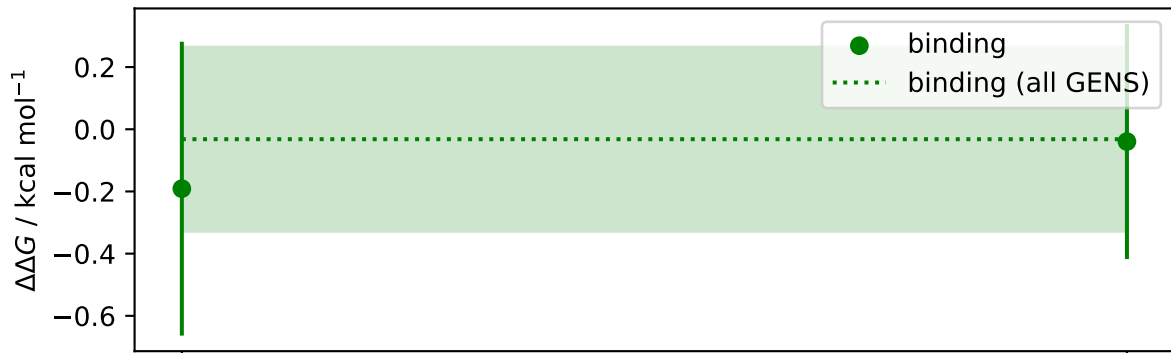 ΔΔG / kcal mol⁻¹
0.2
0.0
−0.2
−0.4
−0.6
binding
binding (all GENS)